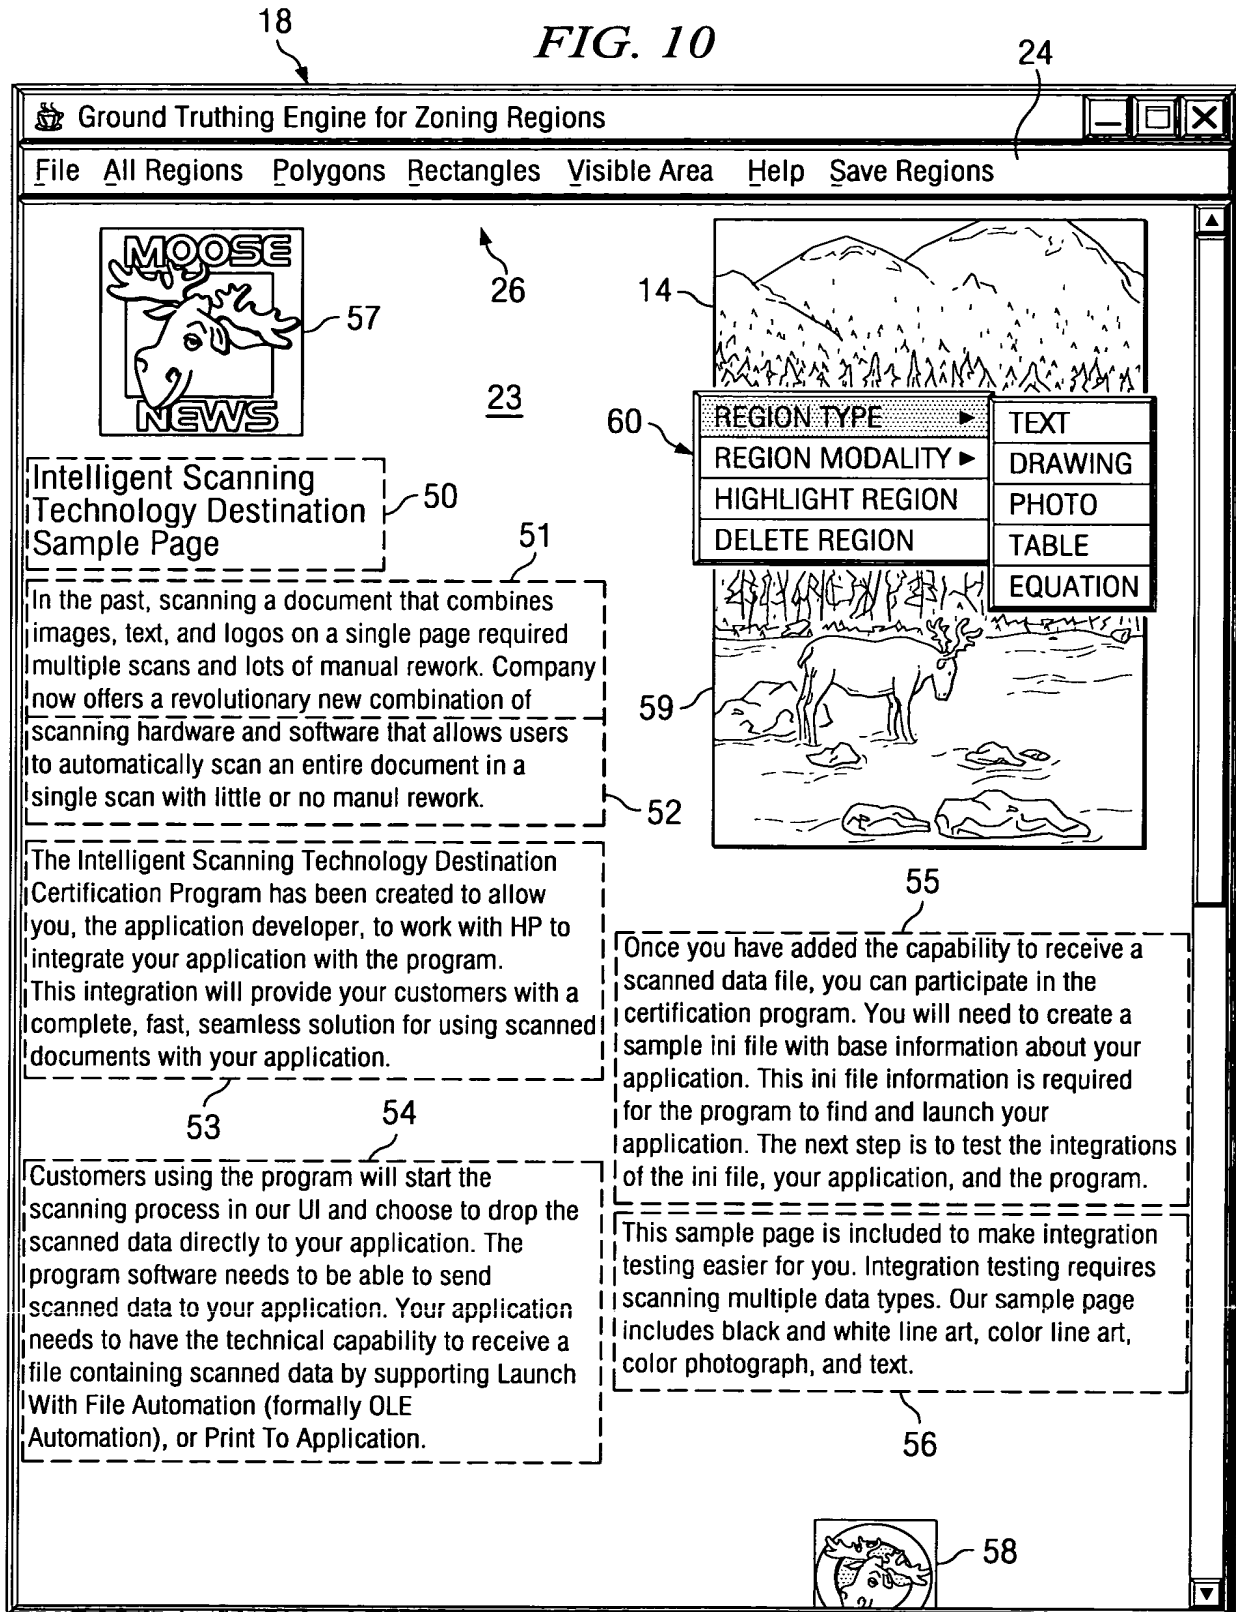 FIG. 10
18
24
Ground Truthing Engine for Zoning Regions
File All Regions Polygons Rectangles Visible Area Help Save Regions
26
MOOSE
NEWS
57
23
14
60
REGION TYPE
REGION MODALITY
HIGHLIGHT REGION
DELETE REGION
TEXT
DRAWING
PHOTO
TABLE
EQUATION
59
Intelligent Scanning
Technology Destination
Sample Page
50
51
In the past, scanning a document that combines
images, text, and logos on a single page required
multiple scans and lots of manual rework. Company
now offers a revolutionary new combination of
scanning hardware and software that allows users
to automatically scan an entire document in a
single scan with little or no manul rework.
52
The Intelligent Scanning Technology Destination
Certification Program has been created to allow
you, the application developer, to work with HP to
integrate your application with the program.
This integration will provide your customers with a
complete, fast, seamless solution for using scanned
documents with your application.
53
54
Customers using the program will start the
scanning process in our UI and choose to drop the
scanned data directly to your application. The
program software needs to be able to send
scanned data to your application. Your application
needs to have the technical capability to receive a
file containing scanned data by supporting Launch
With File Automation (formally OLE
Automation), or Print To Application.
55
Once you have added the capability to receive a
scanned data file, you can participate in the
certification program. You will need to create a
sample ini file with base information about your
application. This ini file information is required
for the program to find and launch your
application. The next step is to test the integrations
of the ini file, your application, and the program.
This sample page is included to make integration
testing easier for you. Integration testing requires
scanning multiple data types. Our sample page
includes black and white line art, color line art,
color photograph, and text.
56
58